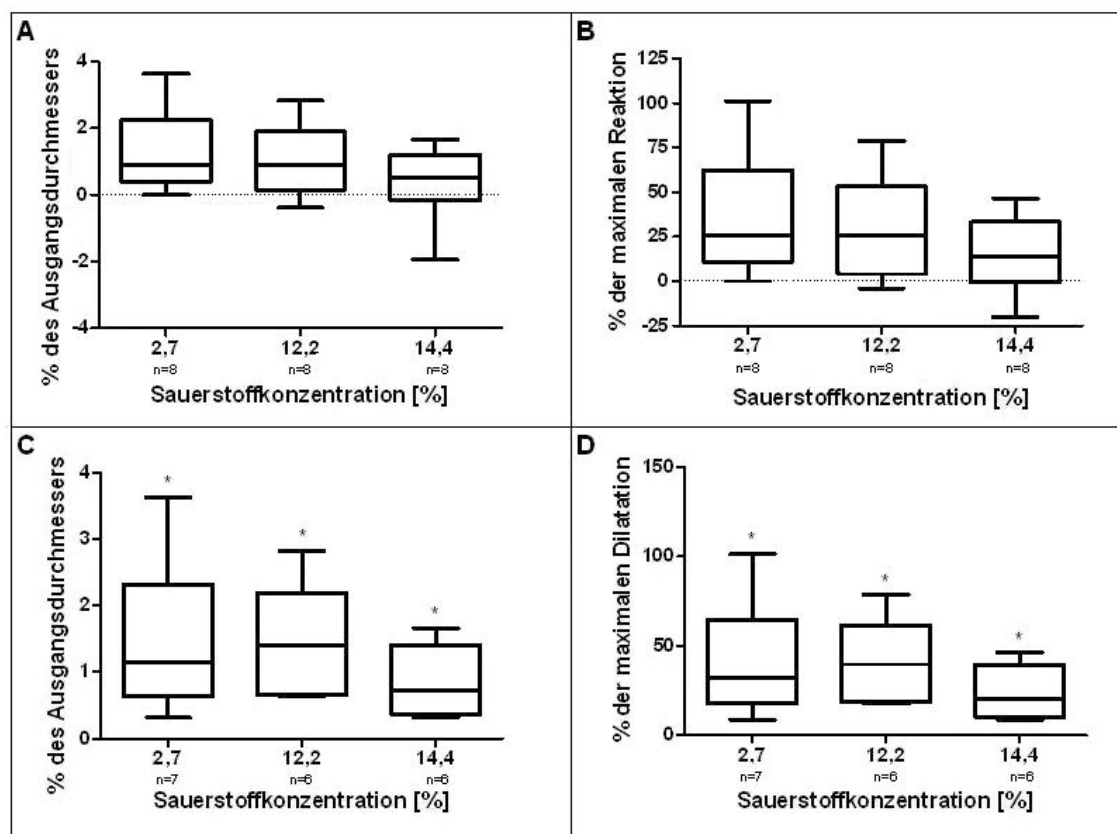 A
% des Ausgangsdurchmessers
4
2
0
-2
-4
2,7
12,2
14,4
n=8
n=8
n=8
Sauerstoffkonzentration [%]
B
% der maximalen Reaktion
125
100
75
50
25
0
-25
2,7
12,2
14,4
n=8
n=8
n=8
Sauerstoffkonzentration [%]
C
% des Ausgangsdurchmessers
4
3
2
1
0
*
*
*
2,7
12,2
14,4
n=7
n=6
n=6
Sauerstoffkonzentration [%]
D
% der maximalen Dilatation
150
100
50
0
*
*
*
2,7
12,2
14,4
n=7
n=6
n=6
Sauerstoffkonzentration [%]